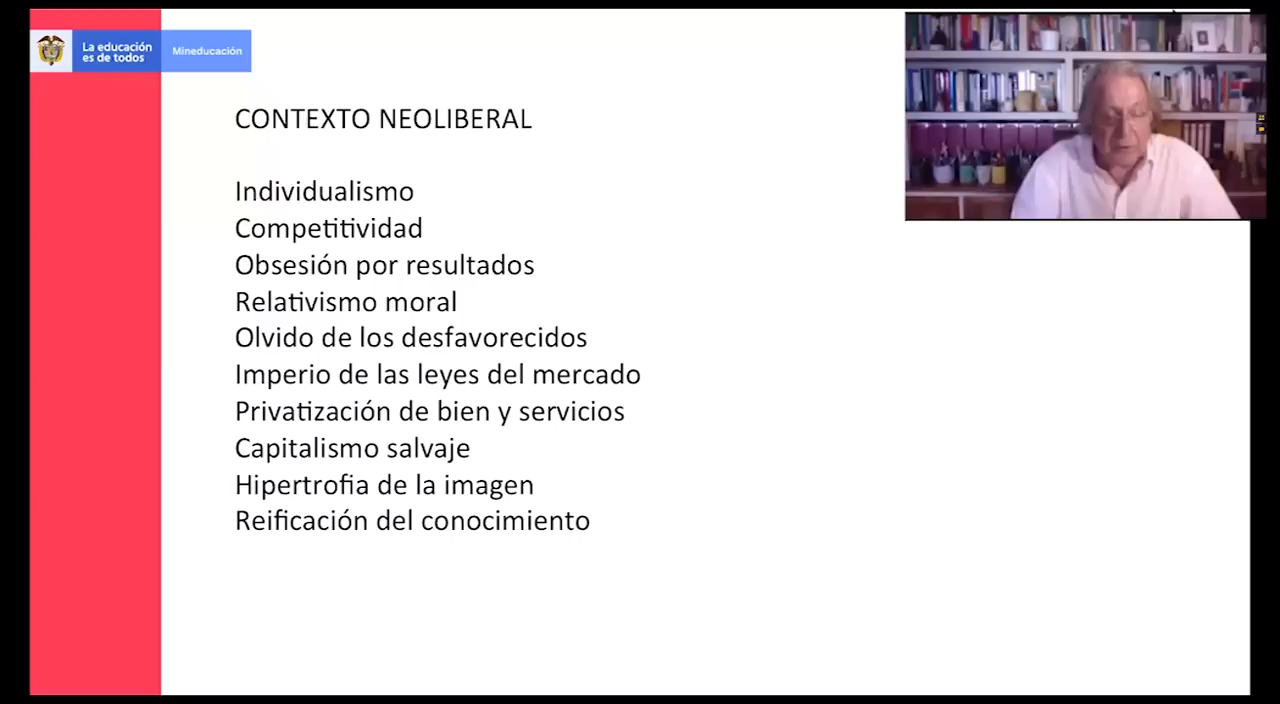 La educación
es de todos
Mineducación
CONTEXTO NEOLIBERAL
Individualismo
Competitividad
Obsesión por resultados
Relativismo moral
Olvido de los desfavorecidos
Imperio de las leyes del mercado
Privatización de bien y servicios
Capitalismo salvaje
Hipertrofia de la imagen
Reificación del conocimiento